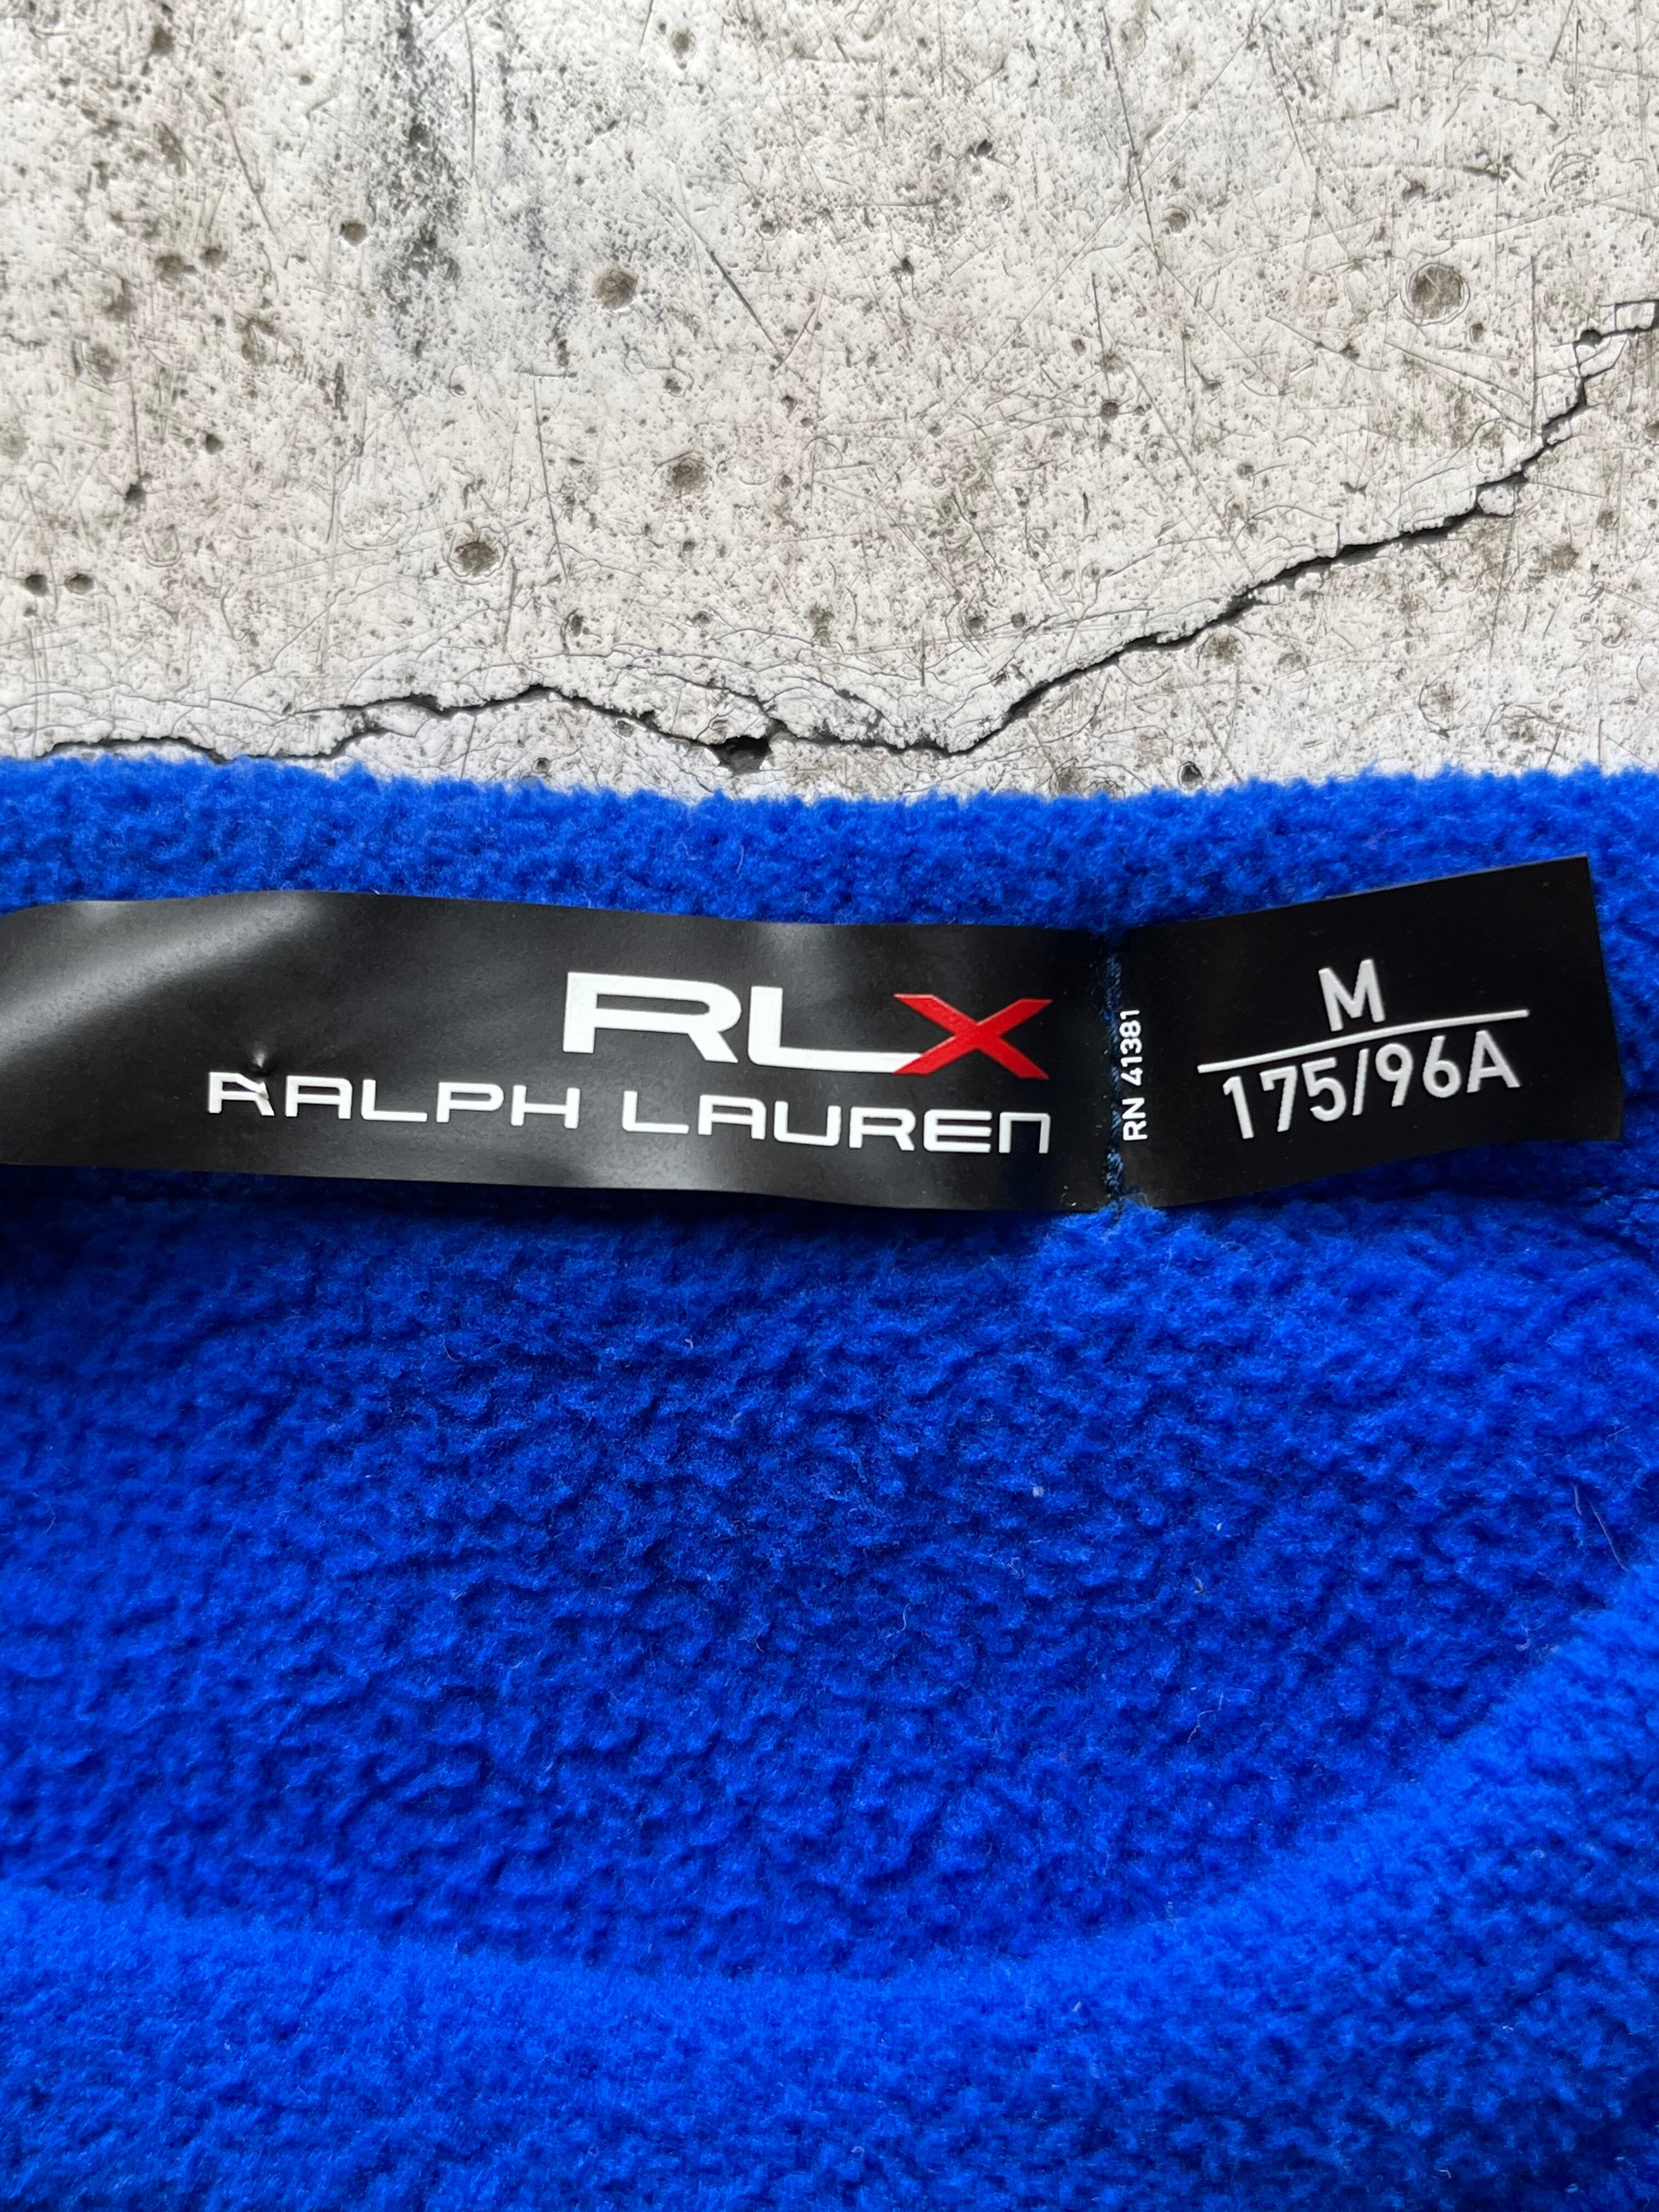 RLX
RALPH LAUREN
RN 41381
M
175/96A